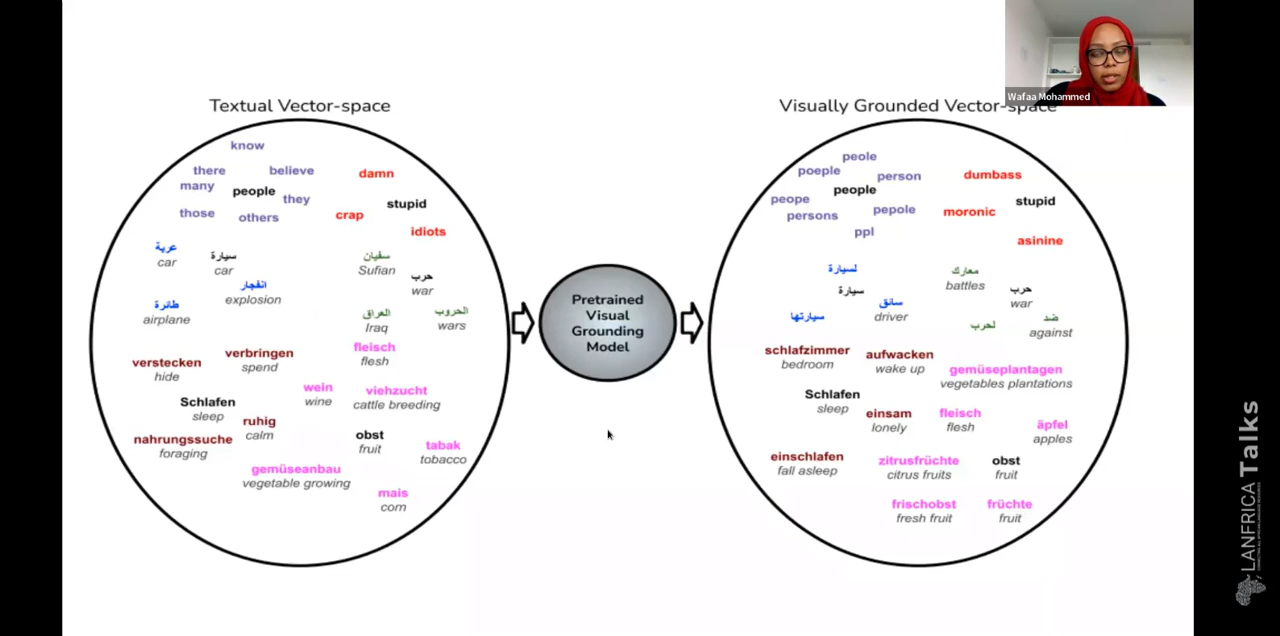 Wafaa Mohammed
Textual Vector-space
Visually Grounded Vector-space
know
there
believe
many
people
they
those
others
damn
stupid
crap
idiots
عربة
car
سيارة
car
انفجار
explosion
طائرة
airplane
سفيان
Sufian
حرب
war
العراق
Iraq
الحروب
wars
verstecken
hide
verbringen
spend
fleisch
flesh
wein
wine
viehzucht
cattle breeding
Schlafen
sleep
ruhig
calm
nahrungssuche
foraging
obst
fruit
tabak
tobacco
gemüseanbau
vegetable growing
mais
corn
Pretrained
Visual
Grounding
Model
peole
poeple
person
people
peope
persons
pepole
ppl
dumbass
stupid
moronic
asinine
لسيارة
سيارة
سائق
driver
سيارتها
معارك
battles
حرب
war
لحرب
ضد
against
schlafzimmer
bedroom
aufwacken
wake up
gemüseplantagen
vegetables plantations
Schlafen
sleep
einsam
lonely
fleisch
flesh
äpfel
apples
einschlafen
fall asleep
zitrusfrüchte
citrus fruits
obst
fruit
frischobst
fresh fruit
früchte
fruit
LANFRICA Talks